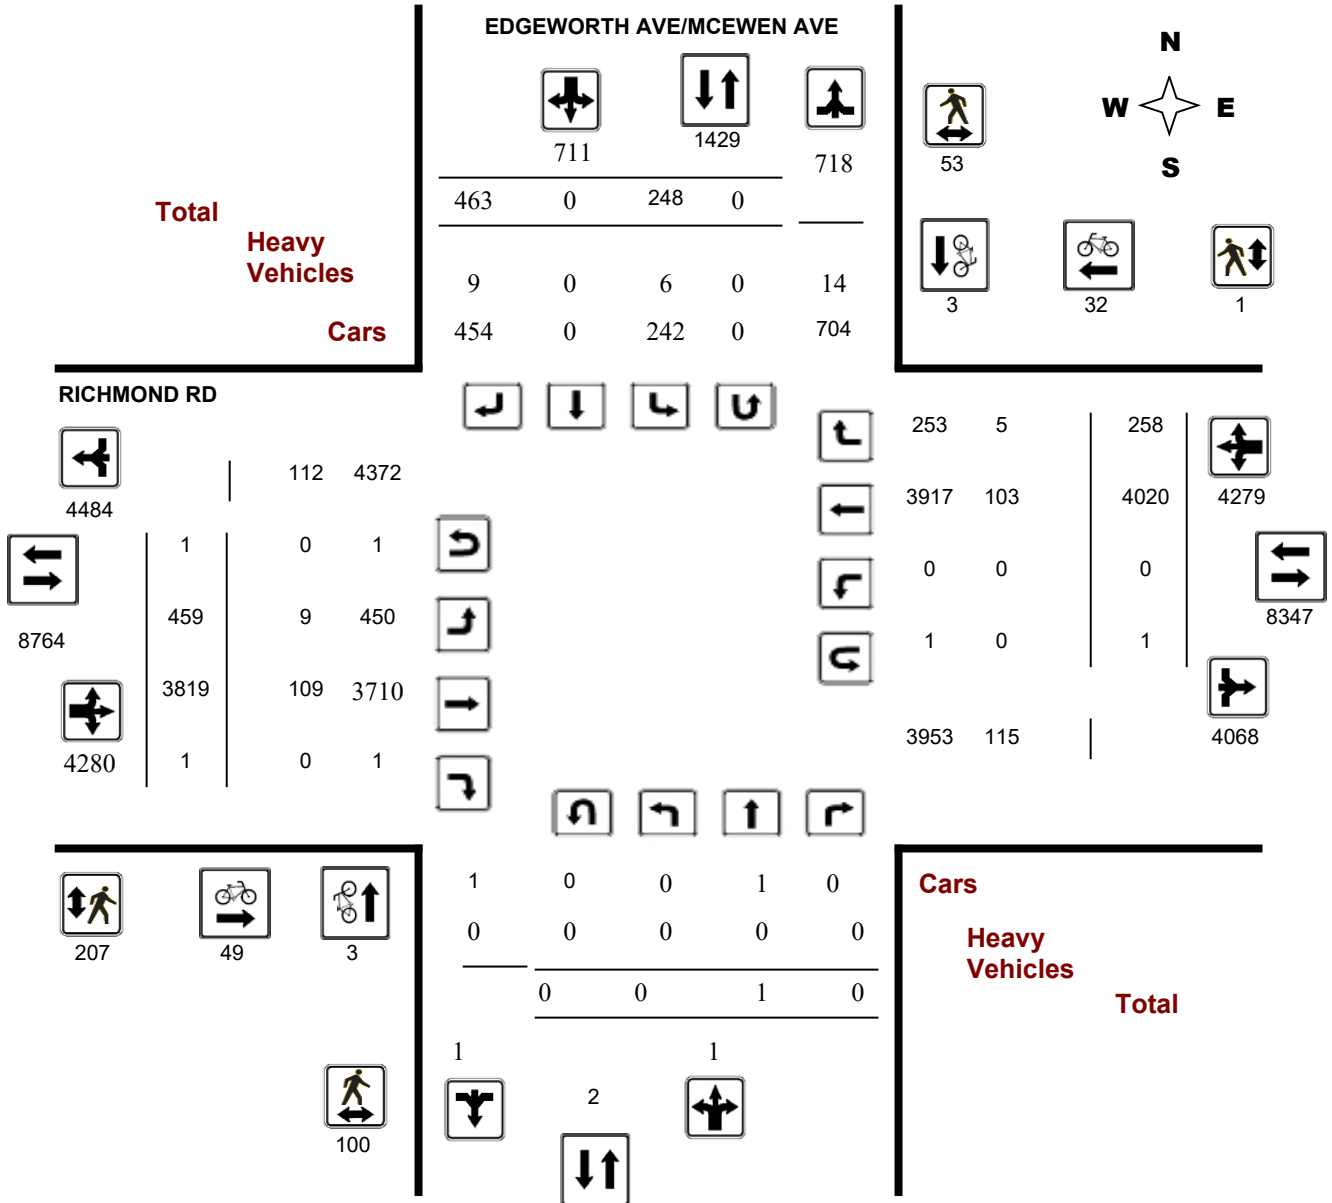 EDGEWORTH AVE/MCEWEN AVE
N
W E
S
711
1429
718
53
Total
463 0 248 0
Heavy
Vehicles
9 0 6 0 14
3 32 1
Cars
454 0 242 0 704
RICHMOND RD
253 5 258
112 4372
4484
3917 103 4020 4279
1 0 1
0 0 0
459 9 450
8347
8764
1 0 1
3819 109 3710
3953 115 4068
4280 1 0 1
1 0 0 1 0
Cars
0 0 0 0 0
Heavy
Vehicles
207 49 3
0 0 1 0
Total
1 1
2
100